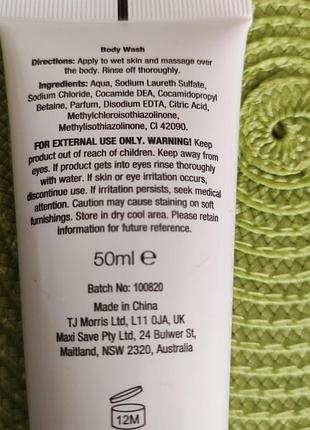 Body Wash
Directions: Apply to wet skin and massage over
the body. Rinse off thoroughly.
Ingredients: Aqua, Sodium Laureth Sulfate,
Sodium Chloride, Cocamide DEA, Cocamidopropyl
Betaine, Parfum, Disodium EDTA, Citric Acid,
Methylchloroisothiazolinone,
Methylisothiazolinone, CI 42090.
FOR EXTERNAL USE ONLY. WARNING! Keep
product out of reach of children. Keep away from
eyes. If product gets into eyes rinse thoroughly
with water. If skin or eye irritation occurs,
discontinue use. If irritation persists, seek medical
attention. Caution may cause staining on soft
furnishings. Store in dry cool area. Please retain
information for future reference.
50ml e
Batch No: 100820
Made in China
TJ Morris Ltd, L11 0JA, UK
Maxi Save Pty Ltd, 24 Bulwer St,
Maitland, NSW 2320, Australia
12M